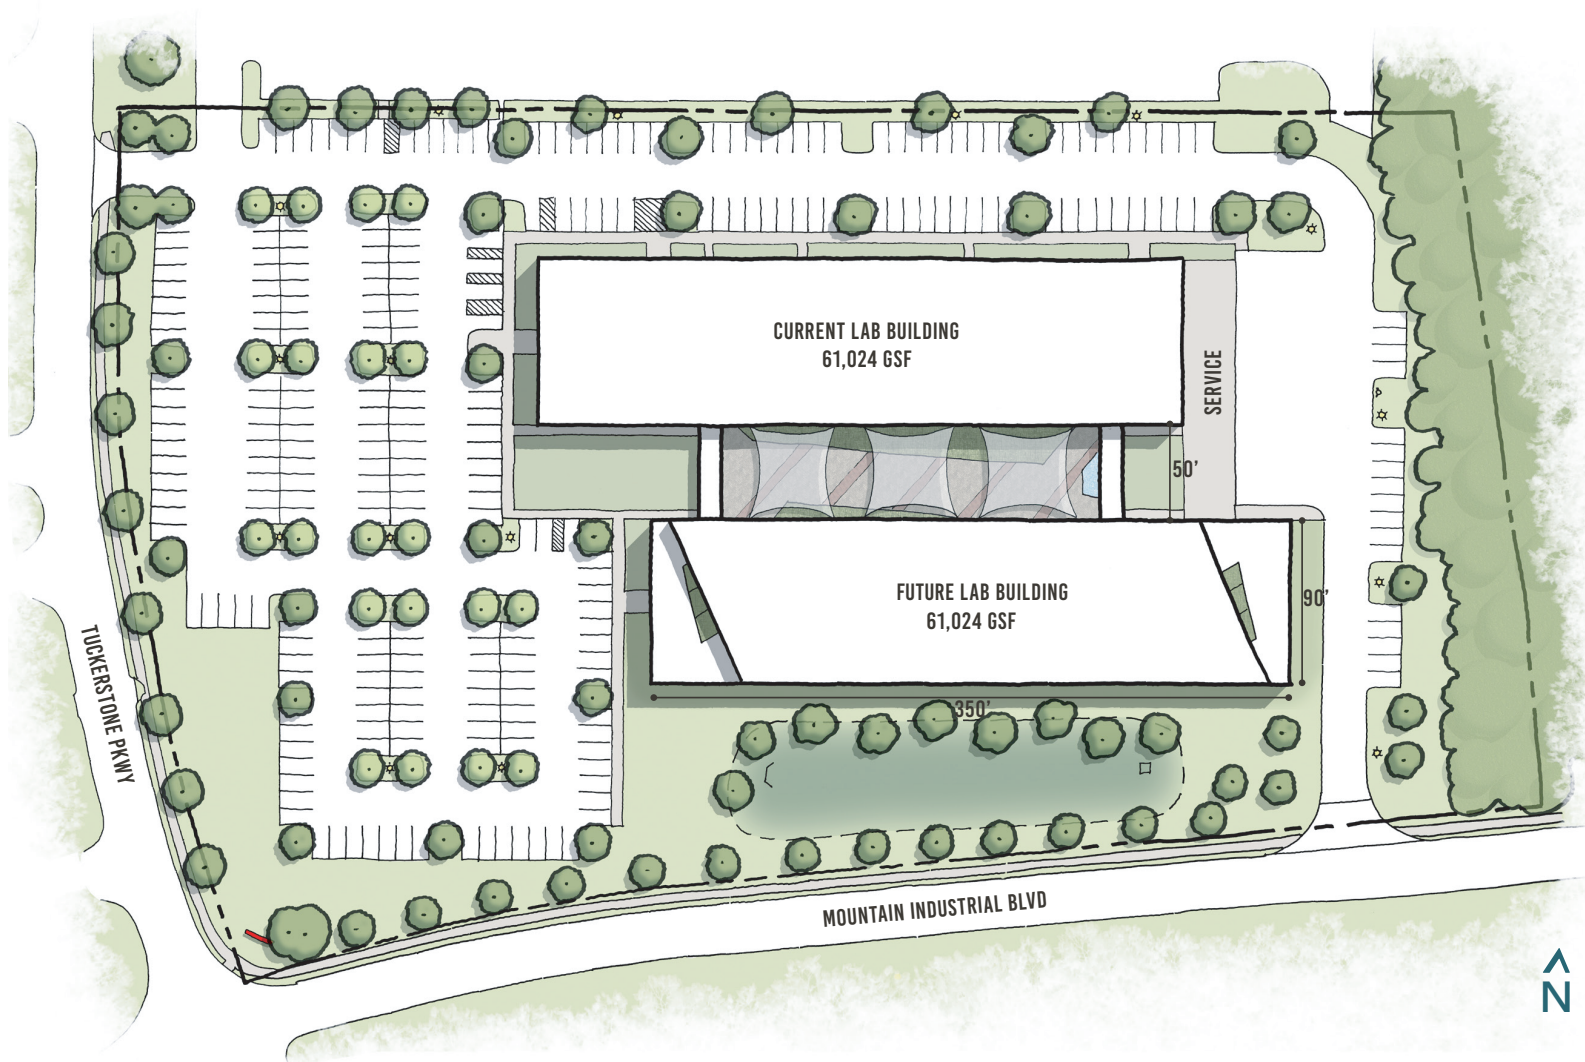 CURRENT LAB BUILDING
61,024 GSF
SERVICE
50'
FUTURE LAB BUILDING
61,024 GSF
90'
350'
TUCKERSTONE PKWY
MOUNTAIN INDUSTRIAL BLVD
N